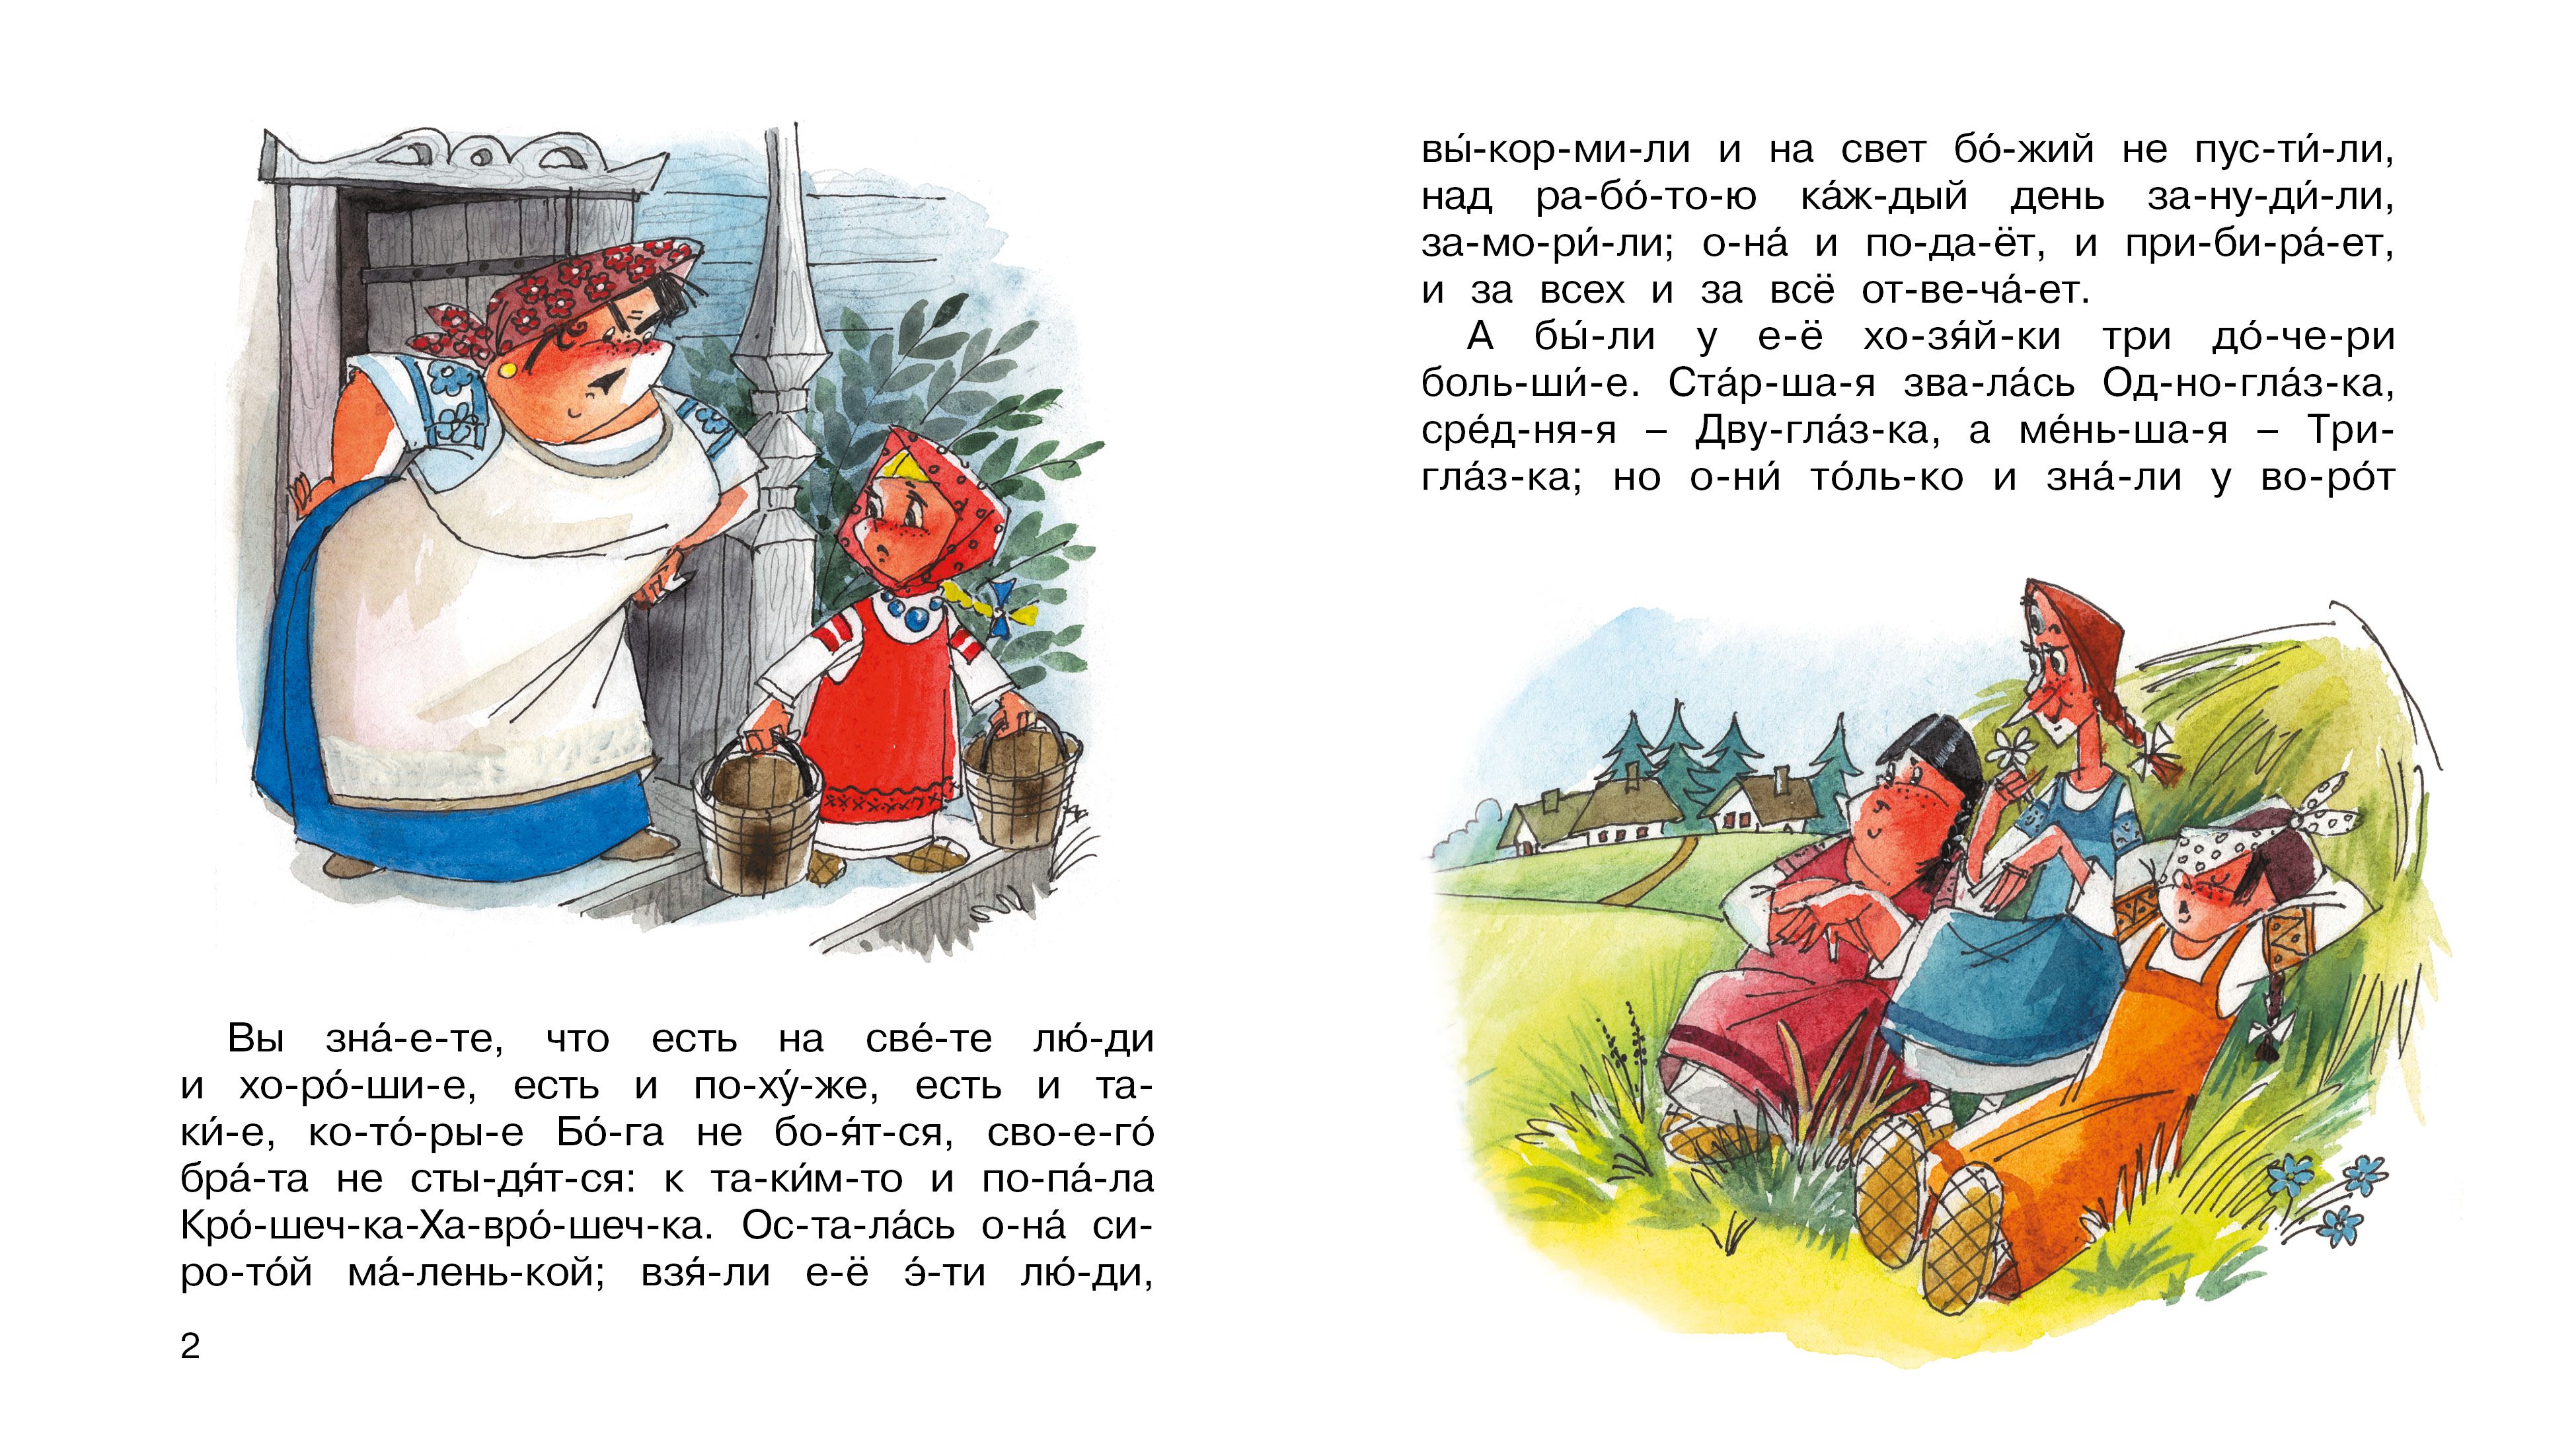 Вы зна́-е-те, что есть на све́-те лю́-ди
и хо-ро́-ши-е, есть и по-ху́-же, есть и та-
ки́-е, ко-то́-ры-е Бо́-га не бо-я́т-ся, сво-е-го́
бра́-та не сты-дя́т-ся: к та-ки́м-то и по-па́-ла
Кро́-шеч-ка-Ха-вро́-шеч-ка. Ос-та-ла́сь о-на́ си-
ро-то́й ма́-лень-кой; взя́-ли е-ё э́-ти лю́-ди,
2
вы́-кор-ми-ли и на свет бо́-жий не пус-ти́-ли,
над ра-бо́-то-ю ка́ж-дый день за-ну-ди́-ли,
за-мо-ри́-ли; о-на́ и по-да-ёт, и при-би-ра́-ет,
и за всех и за всё от-ве-ча́-ет.
А бы́-ли у е-ё хо-зя́й-ки три до́-че-ри
боль-ши́-е. Ста́р-ша-я зва-ла́сь Од-но-гла́з-ка,
сре́д-ня-я – Дву-гла́з-ка, а ме́нь-ша-я – Три-
гла́з-ка; но о-ни́ то́ль-ко и зна́-ли у во-ро́т